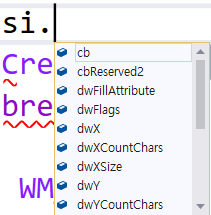 si.
cb
cbReserved2
dwFillAttribute
dwFlags
dwX
dwXCountChars
dwXSize
dwY
dwYCountChars
Cre
bre
WM